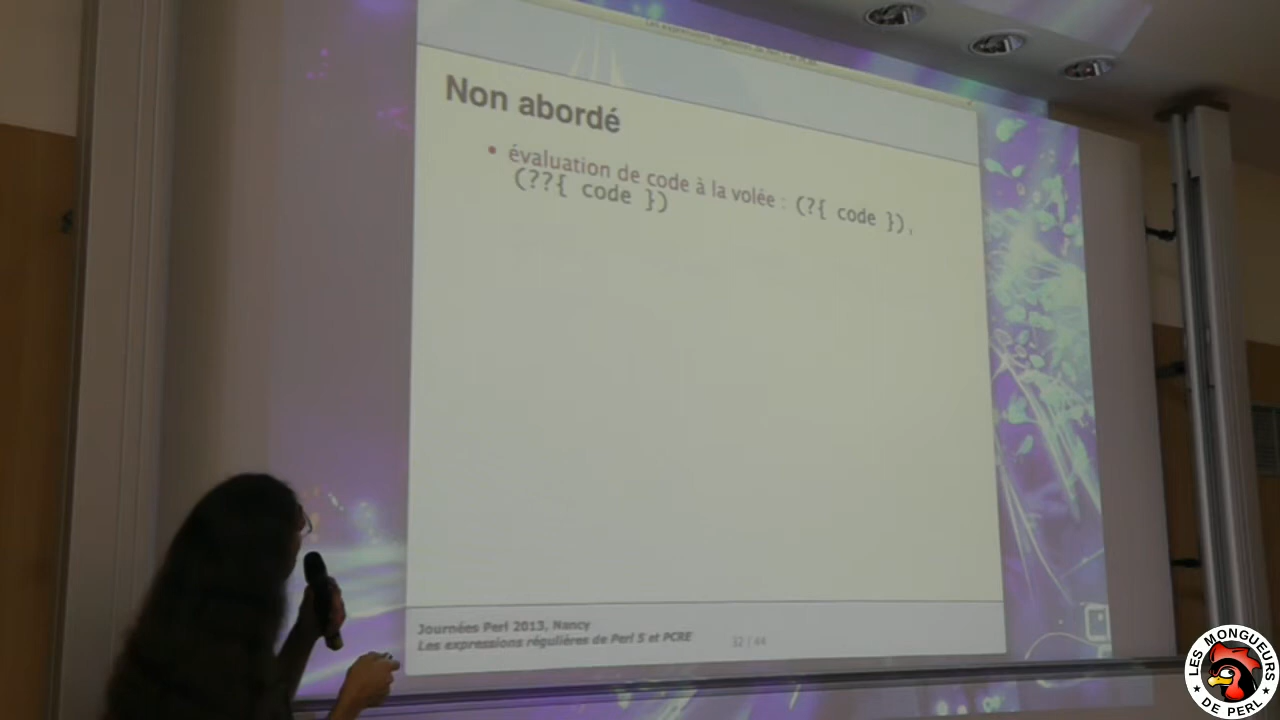 Non abordé
• évaluation de code à la volée : (?{ code }),
(??{ code })
Journées Perl 2013, Nancy
Les expressions régulières de Perl 5 et PCRE
32 / 44
LES MONGUEURS
★ DE PERL ★